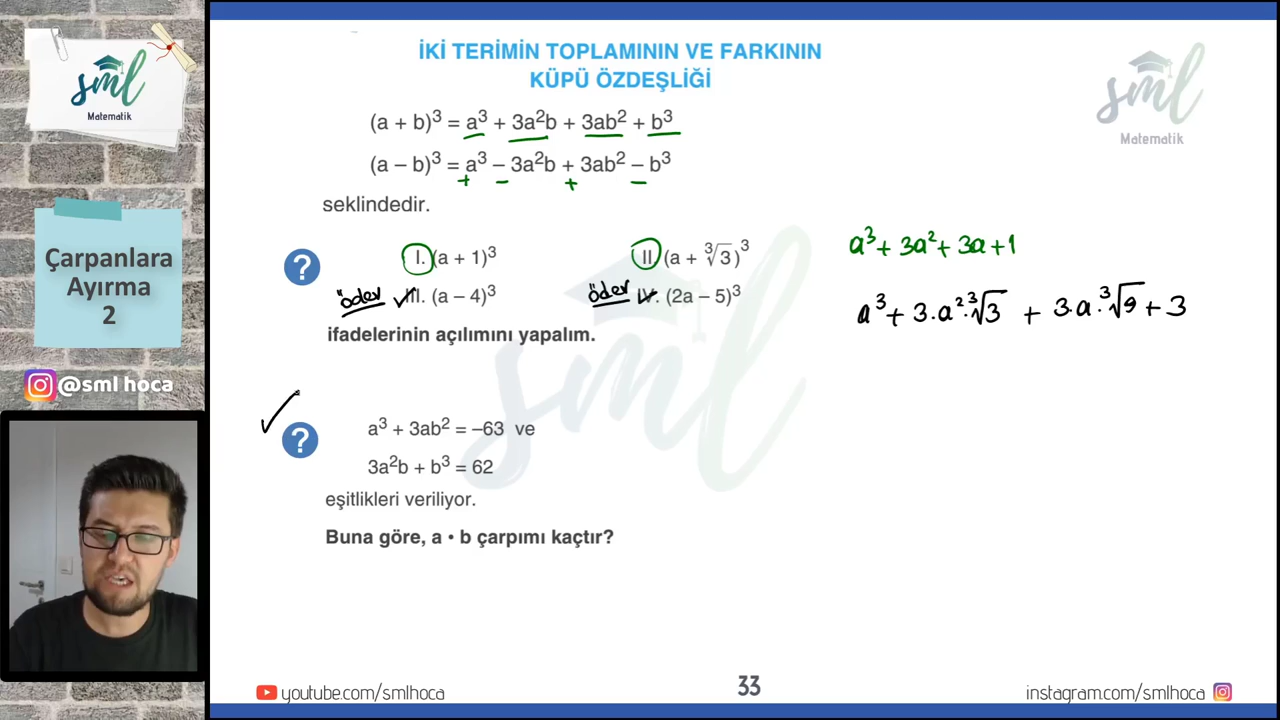 sml
Matematik
Çarpanlara
Ayırma
2
@sml hoca
İKİ TERİMİN TOPLAMININ VE FARKININ
KÜPÜ ÖZDEŞLİĞİ
sml
Matematik
(a + b)³ = a³ + 3a²b + 3ab² + b³
(a − b)³ = a³ − 3a²b + 3ab² − b³
+ − + −
seklindedir.
? I. (a + 1)³ II. (a + ∛3)³
ödev III. (a − 4)³ ödev IV. (2a − 5)³
ifadelerinin açılımını yapalım.
a³ + 3a² + 3a + 1
a³ + 3.a².∛3 + 3.a.∛9 + 3
sml
? a³ + 3ab² = −63 ve
3a²b + b³ = 62
eşitlikleri veriliyor.
Buna göre, a • b çarpımı kaçtır?
youtube.com/smlhoca
33
instagram.com/smlhoca